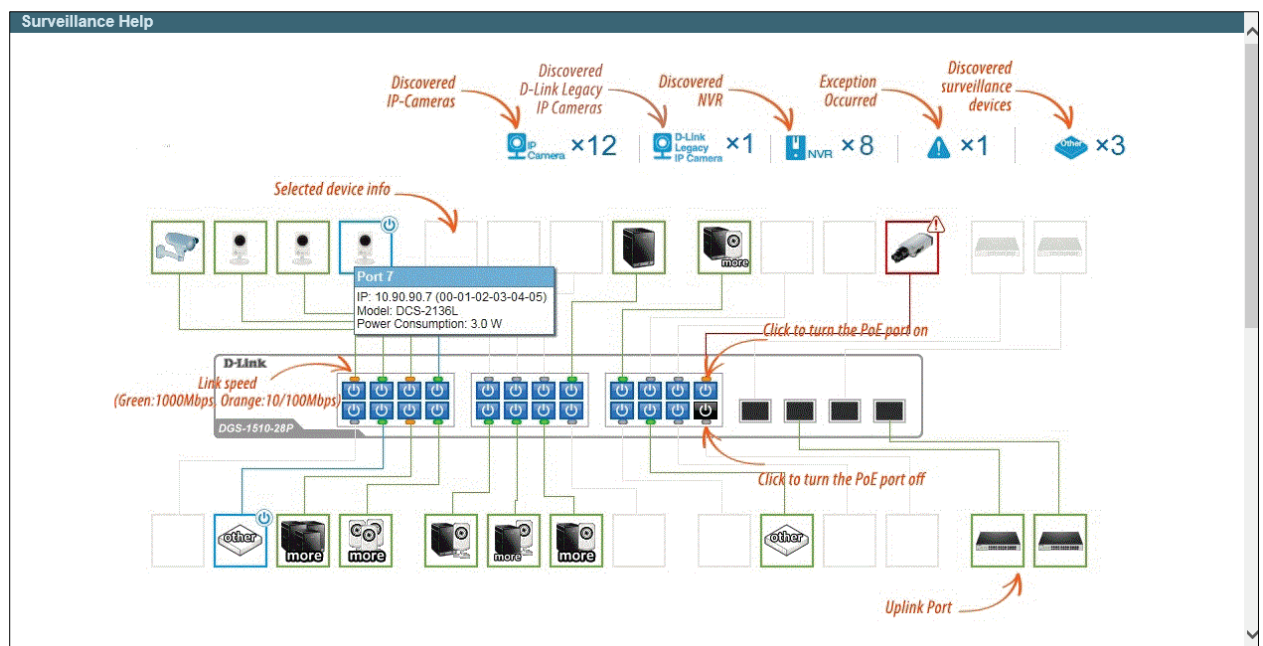 Surveillance Help
Discovered
IP-Cameras
Discovered
D-Link Legacy
IP Cameras
Discovered
NVR
Exception
Occurred
Discovered
surveillance
devices
IP
Camera
×12
D-Link
Legacy
IP Camera
×1
NVR
×8
×1
Other
×3
Selected device info
more
Port 7
IP: 10.90.90.7 (00-01-02-03-04-05)
Model: DCS-2136L
Power Consumption: 3.0 W
Click to turn the PoE port on
D-Link
Link speed
(Green:1000Mbps, Orange:10/100Mbps)
DGS-1510-28P
Click to turn the PoE port off
other
more
more
more
more
other
Uplink Port